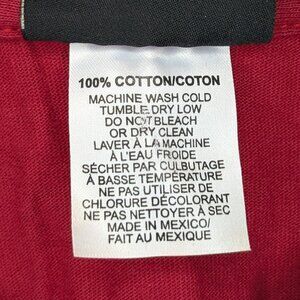 100% COTTON/COTON
MACHINE WASH COLD
TUMBLE DRY LOW
DO NOT BLEACH
OR DRY CLEAN
LAVER À LA MACHINE
À L'EAU FROIDE
SÉCHER PAR CULBUTAGE
À BASSE TEMPÉRATURE
NE PAS UTILISER DE
CHLORURE DÉCOLORANT
NE PAS NETTOYER À SEC
MADE IN MEXICO/
FAIT AU MEXIQUE